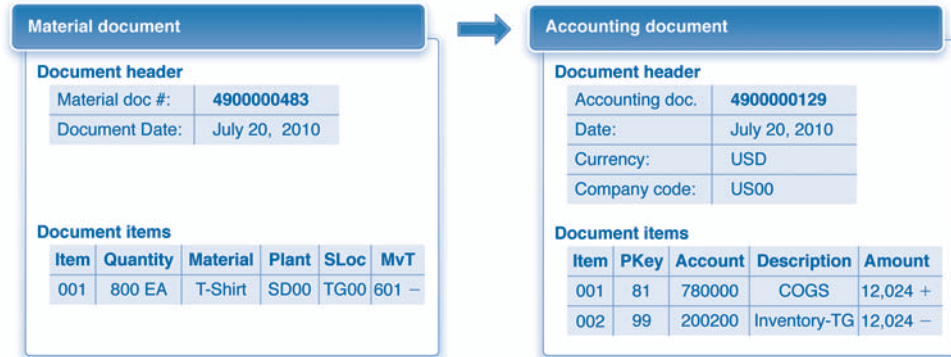 Material document
Document header
Material doc #: 4900000483
Document Date: July 20, 2010
Document items
Item Quantity Material Plant SLoc MvT
001 800 EA T-Shirt SD00 TG00 601 −
Accounting document
Document header
Accounting doc. 4900000129
Date: July 20, 2010
Currency: USD
Company code: US00
Document items
Item PKey Account Description Amount
001 81 780000 COGS 12,024 +
002 99 200200 Inventory-TG 12,024 −